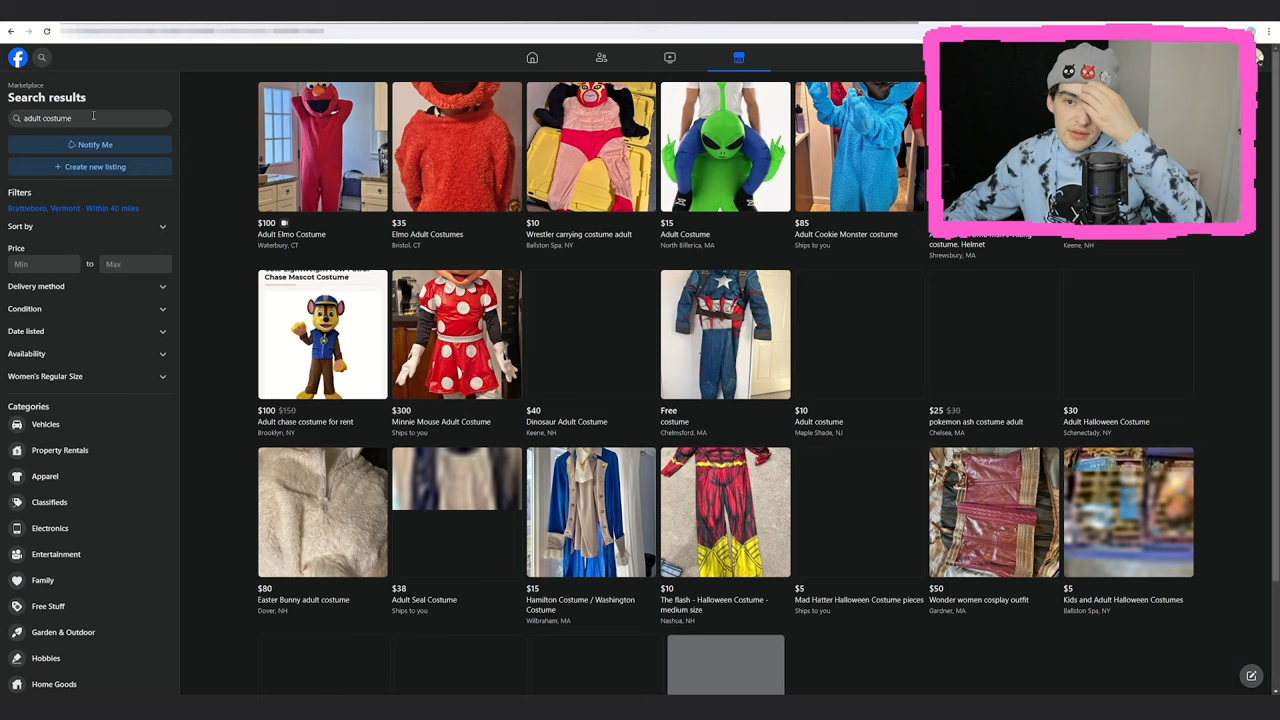 Marketplace
Search results
adult costume
Notify Me
+ Create new listing
Filters
Brattleboro, Vermont · Within 40 miles
Sort by
Price
Min
to
Max
Delivery method
Condition
Date listed
Availability
Women's Regular Size
Categories
Vehicles
Property Rentals
Apparel
Classifieds
Electronics
Entertainment
Family
Free Stuff
Garden & Outdoor
Hobbies
Home Goods
$100
Adult Elmo Costume
Waterbury, CT
$35
Elmo Adult Costumes
Bristol, CT
$10
Wrestler carrying costume adult
Ballston Spa, NY
$15
Adult Costume
North Billerica, MA
$85
Adult Cookie Monster costume
Ships to you
costume. Helmet
Shrewsbury, MA
Keene, NH
Chase Mascot Costume
$100 $150
Adult chase costume for rent
Brooklyn, NY
$300
Minnie Mouse Adult Costume
Ships to you
$40
Dinosaur Adult Costume
Keene, NH
Free
costume
Chelmsford, MA
$10
Adult costume
Maple Shade, NJ
$25 $30
pokemon ash costume adult
Chelsea, MA
$30
Adult Halloween Costume
Schenectady, NY
$80
Easter Bunny adult costume
Dover, NH
$38
Adult Seal Costume
Ships to you
$15
Hamilton Costume / Washington
Costume
Wilbraham, MA
$10
The flash - Halloween Costume -
medium size
Nashua, NH
$5
Mad Hatter Halloween Costume pieces
Ships to you
$50
Wonder women cosplay outfit
Gardner, MA
$5
Kids and Adult Halloween Costumes
Ballston Spa, NY